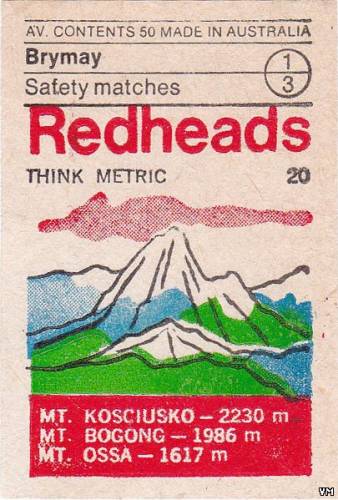 AV. CONTENTS 50 MADE IN AUSTRALIA
Brymay
1
3
Safety matches
Redheads
THINK METRIC 20
MT. KOSCIUSKO — 2230 m
MT. BOGONG — 1986 m
MT. OSSA — 1617 m
VM